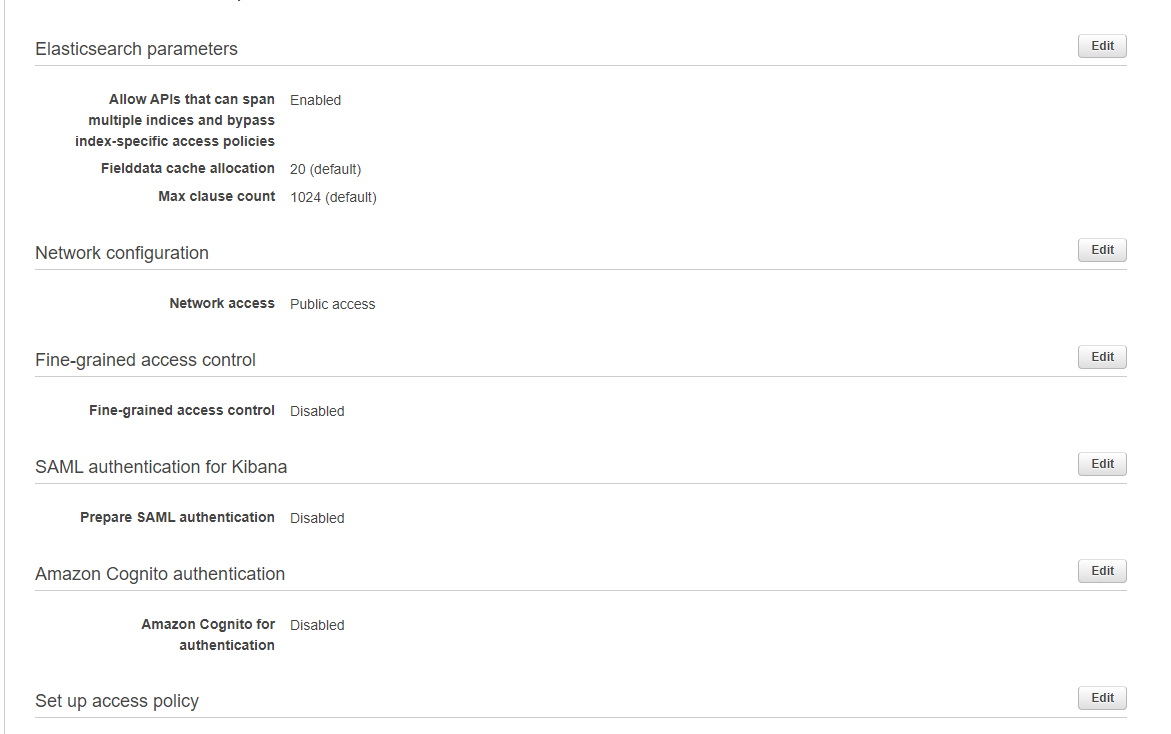 Elasticsearch parameters
Edit
Allow APIs that can span Enabled
multiple indices and bypass
index-specific access policies
Fielddata cache allocation 20 (default)
Max clause count 1024 (default)
Network configuration
Edit
Network access Public access
Fine-grained access control
Edit
Fine-grained access control Disabled
SAML authentication for Kibana
Edit
Prepare SAML authentication Disabled
Amazon Cognito authentication
Edit
Amazon Cognito for Disabled
authentication
Set up access policy
Edit